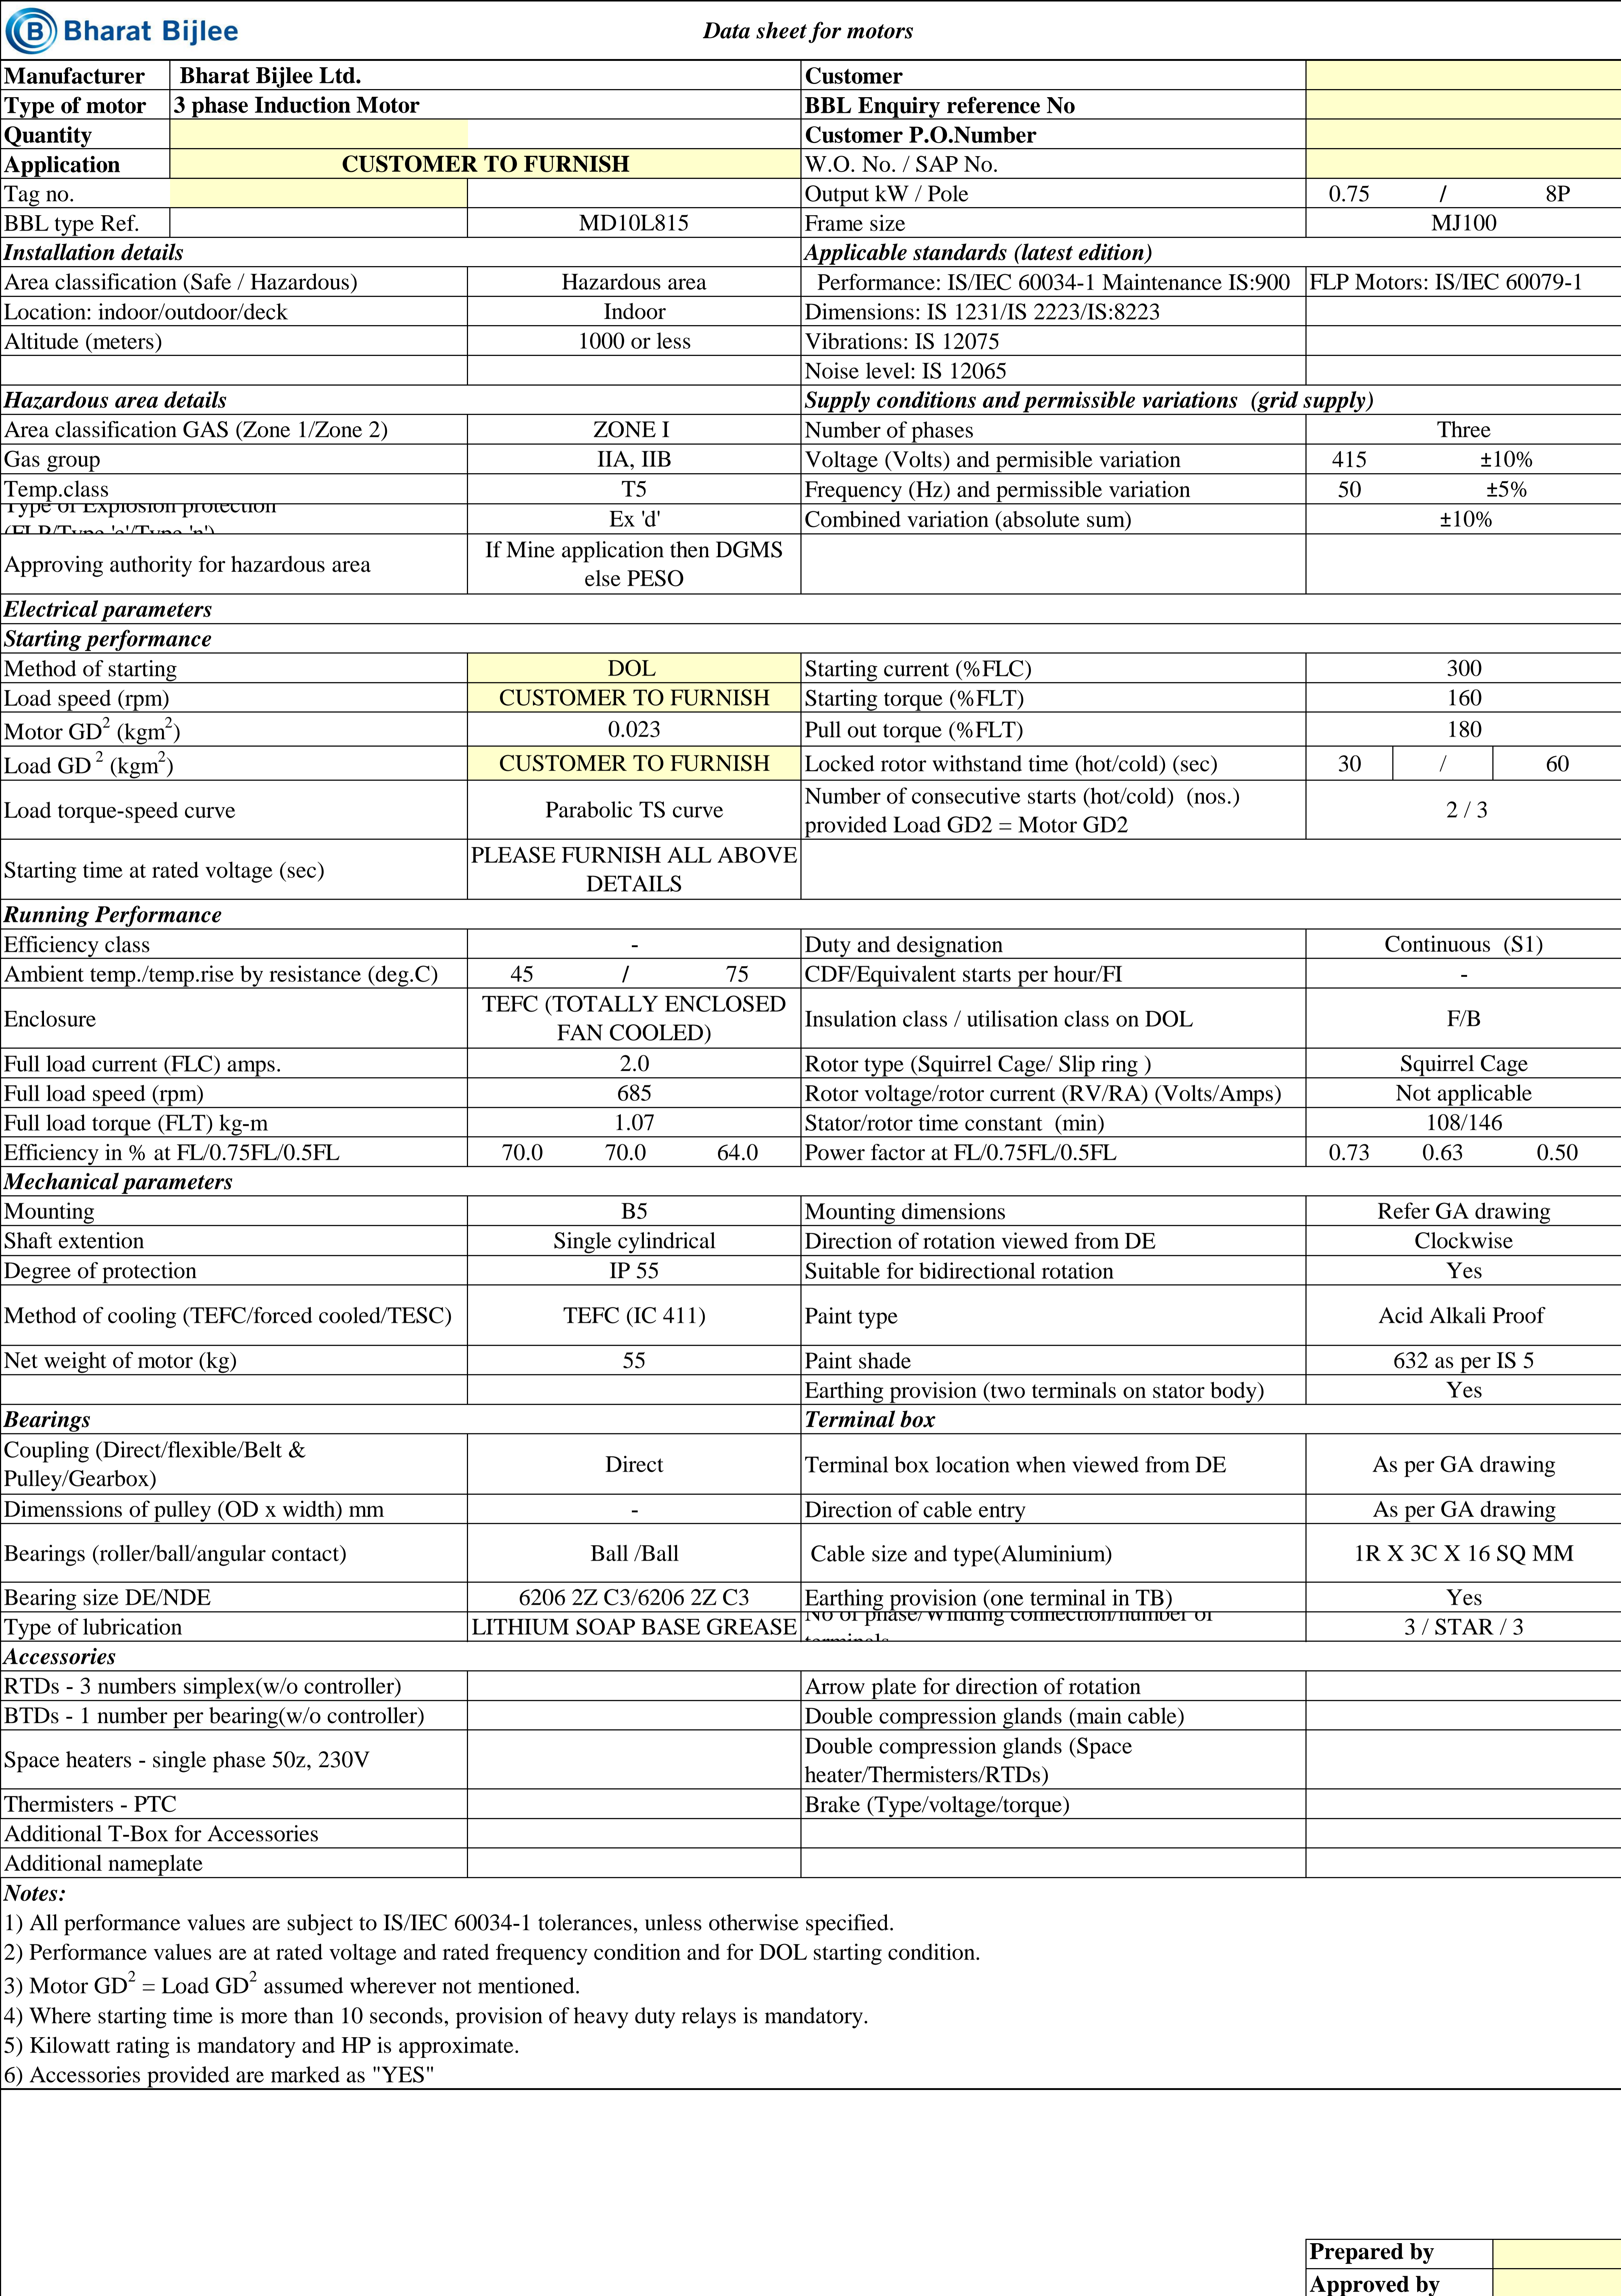 B Bharat Bijlee
Data sheet for motors
Manufacturer Bharat Bijlee Ltd. Customer
Type of motor 3 phase Induction Motor BBL Enquiry reference No
Quantity Customer P.O.Number
Application CUSTOMER TO FURNISH W.O. No. / SAP No.
Tag no. Output kW / Pole 0.75 / 8P
BBL type Ref. MD10L815 Frame size MJ100
Installation details Applicable standards (latest edition)
Area classification (Safe / Hazardous) Hazardous area Performance: IS/IEC 60034-1 Maintenance IS:900 FLP Motors: IS/IEC 60079-1
Location: indoor/outdoor/deck Indoor Dimensions: IS 1231/IS 2223/IS:8223
Altitude (meters) 1000 or less Vibrations: IS 12075
Noise level: IS 12065
Hazardous area details Supply conditions and permissible variations (grid supply)
Area classification GAS (Zone 1/Zone 2) ZONE I Number of phases Three
Gas group IIA, IIB Voltage (Volts) and permisible variation 415 ±10%
Temp.class T5 Frequency (Hz) and permissible variation 50 ±5%
Type of Explosion protection
(FLP/Type 'e'/Type 'n') Ex 'd' Combined variation (absolute sum) ±10%
Approving authority for hazardous area If Mine application then DGMS
else PESO
Electrical parameters
Starting performance
Method of starting DOL Starting current (%FLC) 300
Load speed (rpm) CUSTOMER TO FURNISH Starting torque (%FLT) 160
Motor GD2 (kgm2) 0.023 Pull out torque (%FLT) 180
Load GD 2 (kgm2) CUSTOMER TO FURNISH Locked rotor withstand time (hot/cold) (sec) 30 / 60
Load torque-speed curve Parabolic TS curve Number of consecutive starts (hot/cold) (nos.)
provided Load GD2 = Motor GD2 2 / 3
Starting time at rated voltage (sec) PLEASE FURNISH ALL ABOVE
DETAILS
Running Performance
Efficiency class - Duty and designation Continuous (S1)
Ambient temp./temp.rise by resistance (deg.C) 45 / 75 CDF/Equivalent starts per hour/FI -
Enclosure TEFC (TOTALLY ENCLOSED
FAN COOLED) Insulation class / utilisation class on DOL F/B
Full load current (FLC) amps. 2.0 Rotor type (Squirrel Cage/ Slip ring ) Squirrel Cage
Full load speed (rpm) 685 Rotor voltage/rotor current (RV/RA) (Volts/Amps) Not applicable
Full load torque (FLT) kg-m 1.07 Stator/rotor time constant (min) 108/146
Efficiency in % at FL/0.75FL/0.5FL 70.0 70.0 64.0 Power factor at FL/0.75FL/0.5FL 0.73 0.63 0.50
Mechanical parameters
Mounting B5 Mounting dimensions Refer GA drawing
Shaft extention Single cylindrical Direction of rotation viewed from DE Clockwise
Degree of protection IP 55 Suitable for bidirectional rotation Yes
Method of cooling (TEFC/forced cooled/TESC) TEFC (IC 411) Paint type Acid Alkali Proof
Net weight of motor (kg) 55 Paint shade 632 as per IS 5
Earthing provision (two terminals on stator body) Yes
Bearings Terminal box
Coupling (Direct/flexible/Belt &
Pulley/Gearbox) Direct Terminal box location when viewed from DE As per GA drawing
Dimenssions of pulley (OD x width) mm - Direction of cable entry As per GA drawing
Bearings (roller/ball/angular contact) Ball /Ball Cable size and type(Aluminium) 1R X 3C X 16 SQ MM
Bearing size DE/NDE 6206 2Z C3/6206 2Z C3 Earthing provision (one terminal in TB) Yes
Type of lubrication LITHIUM SOAP BASE GREASE No of phase/Winding connection/number of
terminals 3 / STAR / 3
Accessories
RTDs - 3 numbers simplex(w/o controller) Arrow plate for direction of rotation
BTDs - 1 number per bearing(w/o controller) Double compression glands (main cable)
Space heaters - single phase 50z, 230V Double compression glands (Space
heater/Thermisters/RTDs)
Thermisters - PTC Brake (Type/voltage/torque)
Additional T-Box for Accessories
Additional nameplate
Notes:
1) All performance values are subject to IS/IEC 60034-1 tolerances, unless otherwise specified.
2) Performance values are at rated voltage and rated frequency condition and for DOL starting condition.
3) Motor GD2 = Load GD2 assumed wherever not mentioned.
4) Where starting time is more than 10 seconds, provision of heavy duty relays is mandatory.
5) Kilowatt rating is mandatory and HP is approximate.
6) Accessories provided are marked as "YES"
Prepared by
Approved by